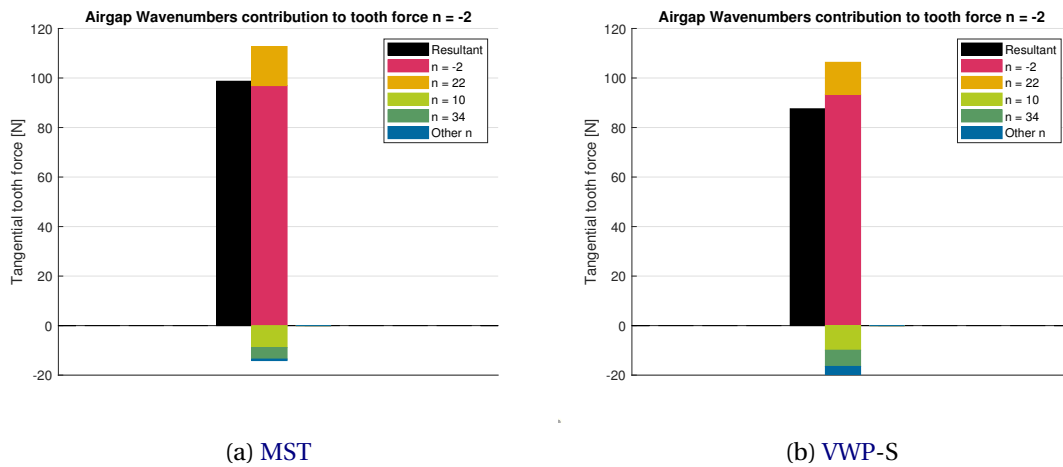 Airgap Wavenumbers contribution to tooth force n = -2
120
100
80
60
40
20
0
-20
Tangential tooth force [N]
Resultant
n = -2
n = 22
n = 10
n = 34
Other n
(a) MST
Airgap Wavenumbers contribution to tooth force n = -2
120
100
80
60
40
20
0
-20
Tangential tooth force [N]
Resultant
n = -2
n = 22
n = 10
n = 34
Other n
(b) VWP-S